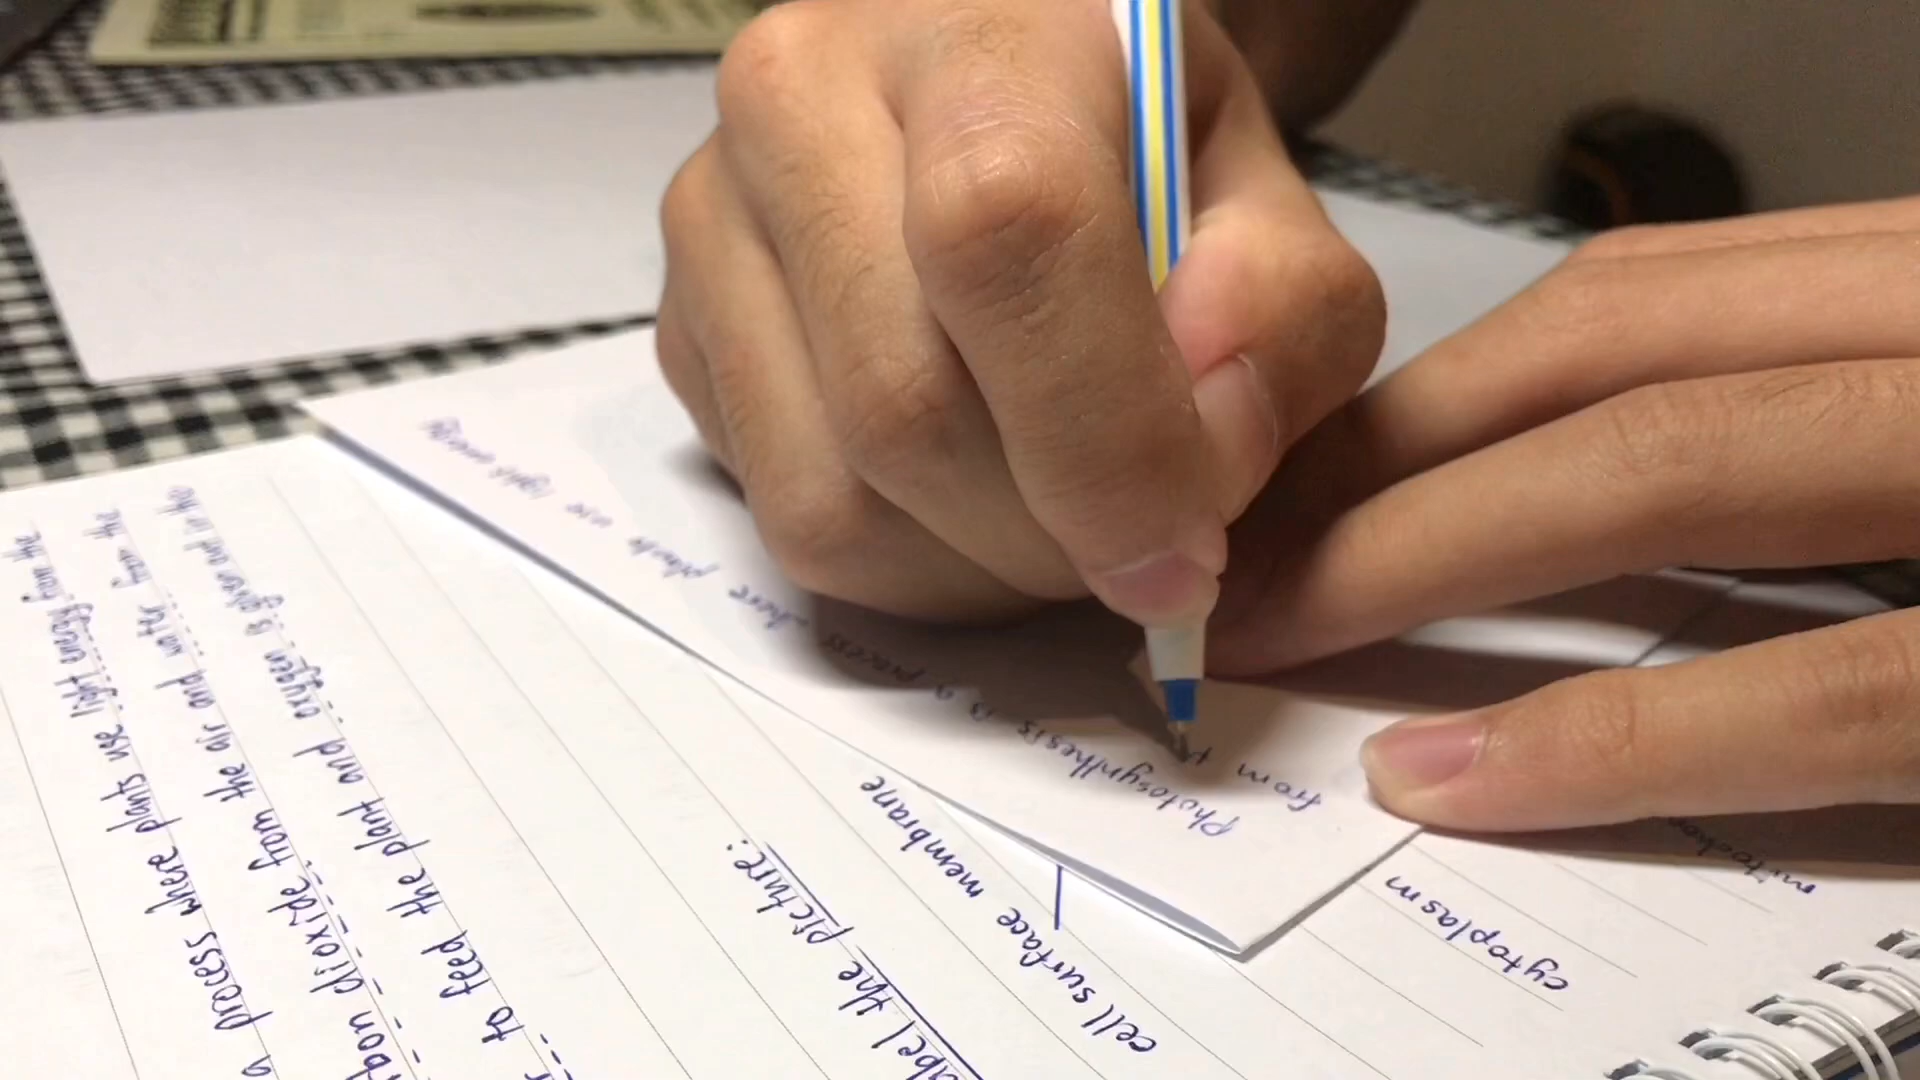 Photosynthesis is a process where plants use light energy
from
a process where plants use light energy from the
rbon dioxide from the air and water from the
to feed the plant and oxygen is given out in the
abel the picture:
cell surface membrane
cytoplasm